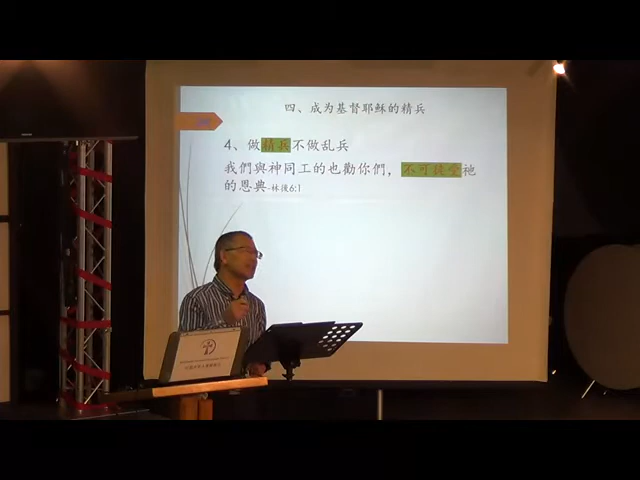 四、成为基督耶稣的精兵
4、做精兵不做乱兵
我們與神同工的也勸你們，不可接受祂
的恩典-林後6:1